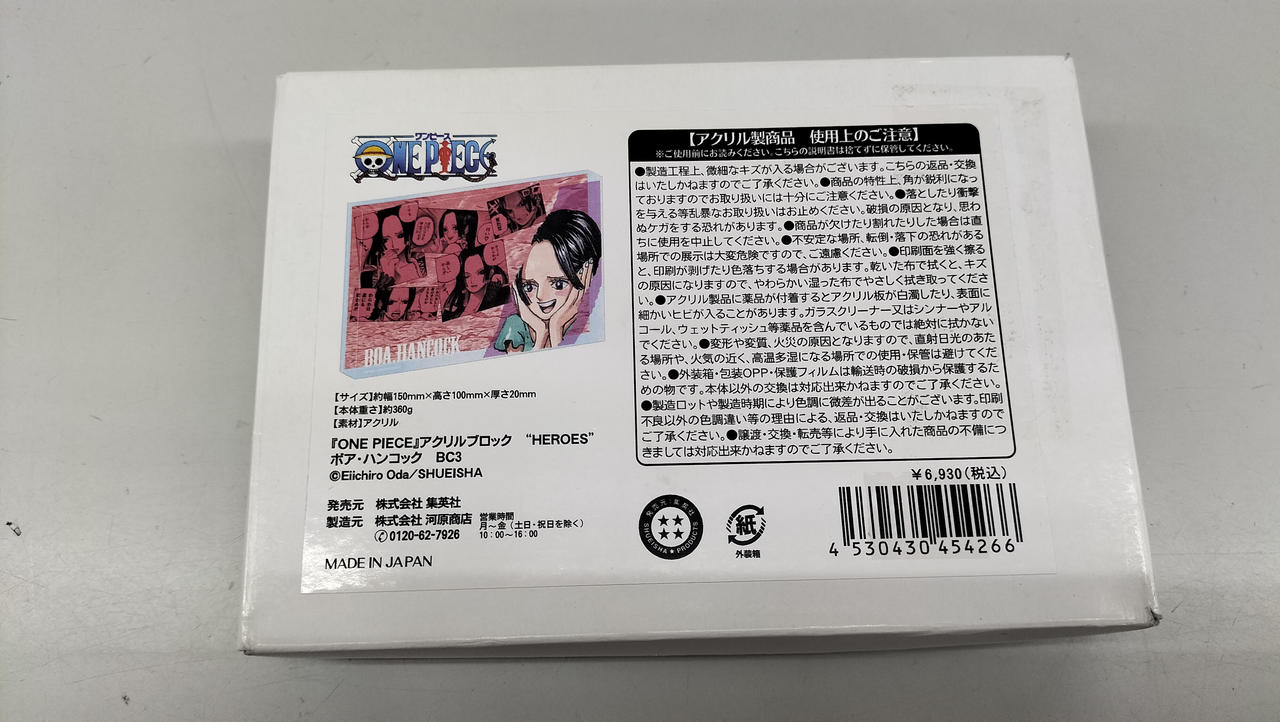 ワンピース
ONE PIECE
BOA.HANCOCK
【サイズ】約幅150mm×高さ100mm×厚さ20mm
【本体重さ】約360g
【素材】アクリル
『ONE PIECE』アクリルブロック “HEROES”
ボア・ハンコック BC3
©Eiichiro Oda/SHUEISHA
発売元 株式会社 集英社
製造元 株式会社 河原商店
✆0120-62-7926
営業時間
月～金（土日・祝日を除く）
10：00～16：00
MADE IN JAPAN
【アクリル製商品 使用上のご注意】
※ご使用前にお読みください。こちらの説明書は捨てずに保管してください。
●製造工程上、微細なキズが入る場合がございます。こちらの返品・交換
はいたしかねますのでご了承ください。●商品の特性上、角が鋭利になっ
ておりますのでお取り扱いには十分にご注意ください。●落としたり衝撃
を与える等乱暴なお取り扱いはお止めください。破損の原因となり、思わ
ぬケガをする恐れがあります。●商品が欠けたり割れたりした場合は直
ちに使用を中止してください。●不安定な場所、転倒・落下の恐れがある
場所での展示は大変危険ですので、ご遠慮ください。●印刷面を強く擦る
と、印刷が剥げたり色落ちする場合があります。乾いた布で拭くと、キズ
の原因になりますので、やわらかい湿った布でやさしく拭き取ってくださ
い。●アクリル製品に薬品が付着するとアクリル板が白濁したり、表面に
細かいヒビが入ることがあります。ガラスクリーナー又はシンナーやアル
コール、ウェットティッシュ等薬品を含んでいるものでは絶対に拭かない
でください。●変形や変質、火災の原因となりますので、直射日光のあた
る場所や、火気の近く、高温多湿になる場所での使用・保管は避けてくだ
さい。●外装箱・包装OPP・保護フィルムは輸送時の破損から保護するた
めの物です。本体以外の交換は対応出来かねますのでご了承ください。
●製造ロットや製造時期により色調に微差が出ることがございます。印刷
不良以外の色調違い等の理由による、返品・交換はいたしかねますので
ご了承ください。●譲渡・交換・転売等により手に入れた商品の不備につ
きましては対応出来かねますのでご了承ください。
￥6,930(税込)
発売元：集英社
SHUEISHA★PRODUCTS
紙
外装箱
4 530430 454266